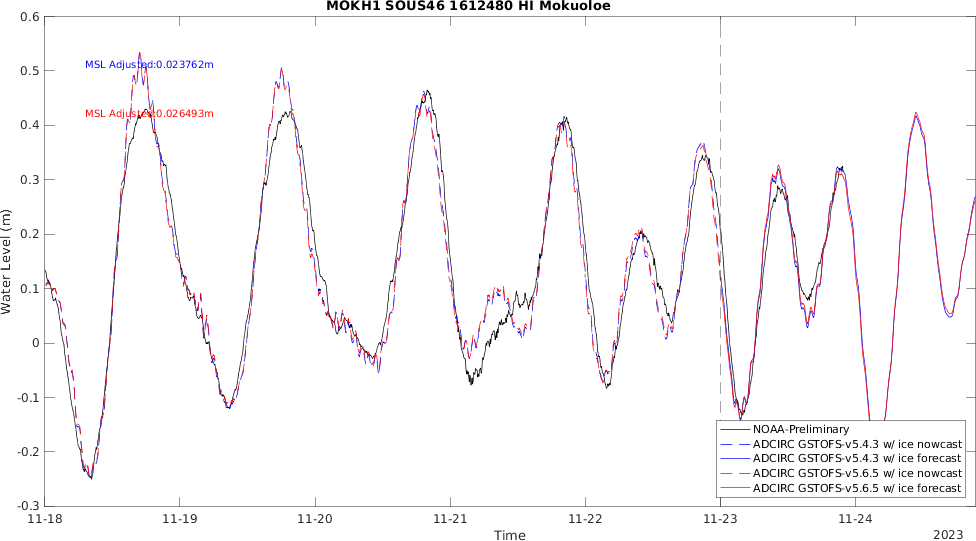 MOKH1 SOUS46 1612480 HI Mokuoloe
0.6
0.5
0.4
0.3
0.2
0.1
0
-0.1
-0.2
-0.3
Water Level (m)
MSL Adjusted:0.023762m
MSL Adjusted:0.026493m
NOAA-Preliminary
ADCIRC GSTOFS-v5.4.3 w/ ice nowcast
ADCIRC GSTOFS-v5.4.3 w/ ice forecast
ADCIRC GSTOFS-v5.6.5 w/ ice nowcast
ADCIRC GSTOFS-v5.6.5 w/ ice forecast
11-18 11-19 11-20 11-21 11-22 11-23 11-24
Time
2023